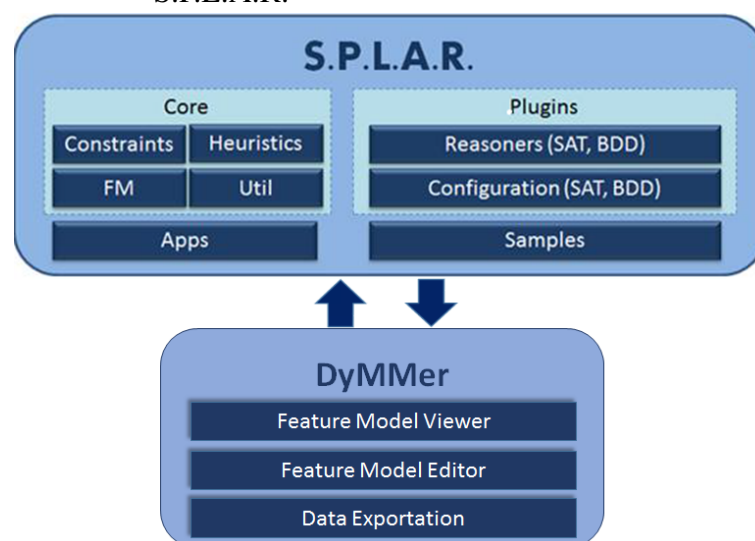 S.P.L.A.R.
S.P.L.A.R.
Core
Plugins
Constraints
Heuristics
Reasoners (SAT, BDD)
FM
Util
Configuration (SAT, BDD)
Apps
Samples
DyMMer
Feature Model Viewer
Feature Model Editor
Data Exportation